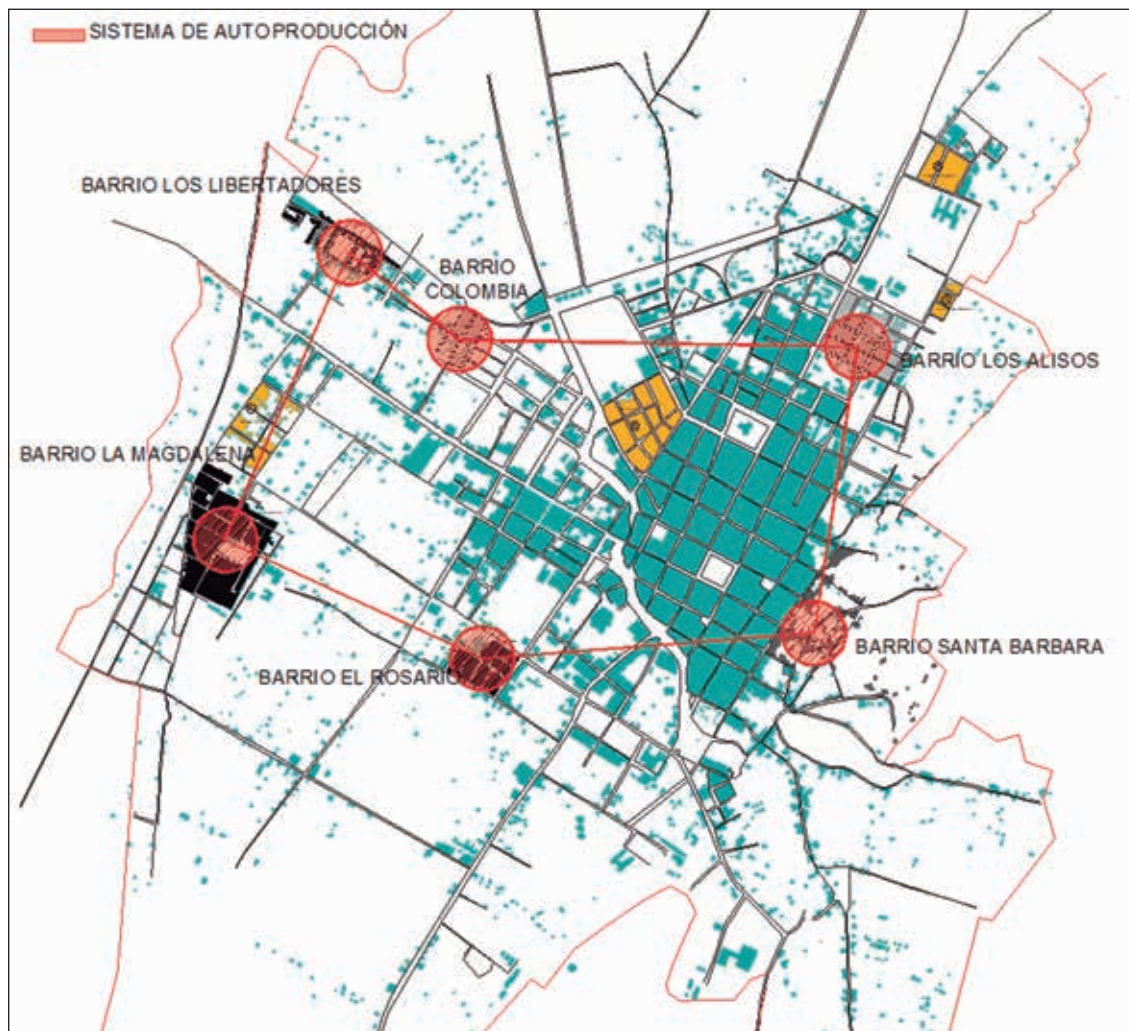 SISTEMA DE AUTOPRODUCCIÓN
BARRIO LOS LIBERTADORES
BARRIO
COLOMBIA
BARRIO LOS ALISOS
BARRIO LA MAGDALENA
BARRIO SANTA BARBARA
BARRIO EL ROSARIO